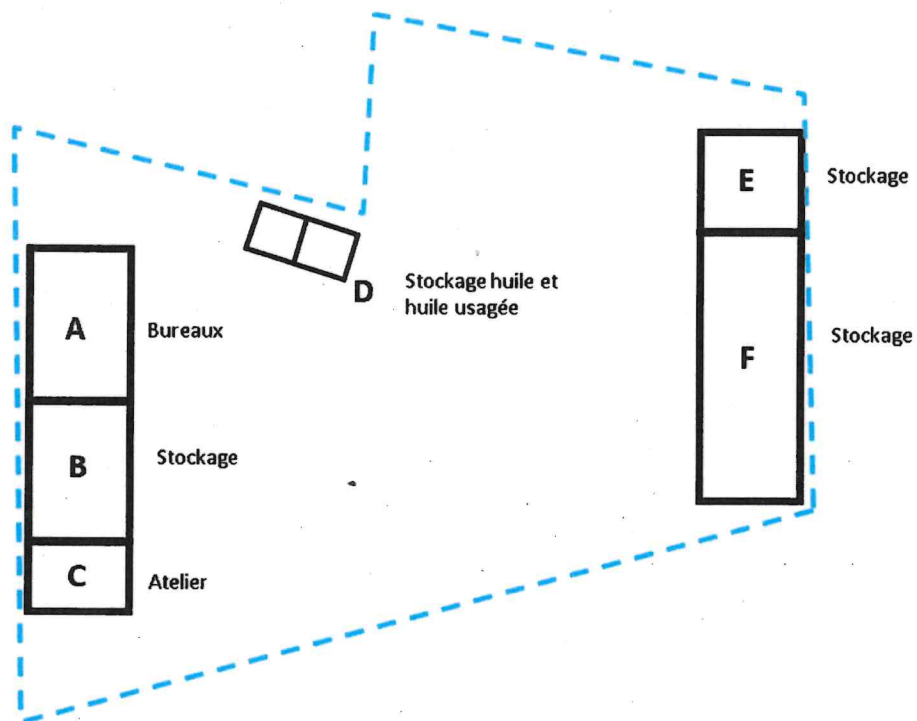 E
Stockage
D
Stockage huile et
huile usagée
A
Bureaux
F
Stockage
B
Stockage
C
Atelier